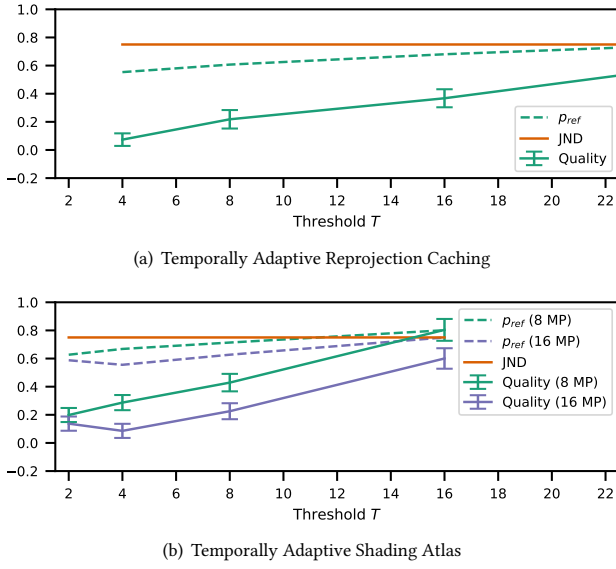 1.0
0.8
0.6
0.4
0.2
0.0
−0.2
p_ref
JND
Quality
2 4 6 8 10 12 14 16 18 20 22
Threshold T
(a) Temporally Adaptive Reprojection Caching
1.0
0.8
0.6
0.4
0.2
0.0
−0.2
p_ref (8 MP)
p_ref (16 MP)
JND
Quality (8 MP)
Quality (16 MP)
2 4 6 8 10 12 14 16 18 20 22
Threshold T
(b) Temporally Adaptive Shading Atlas